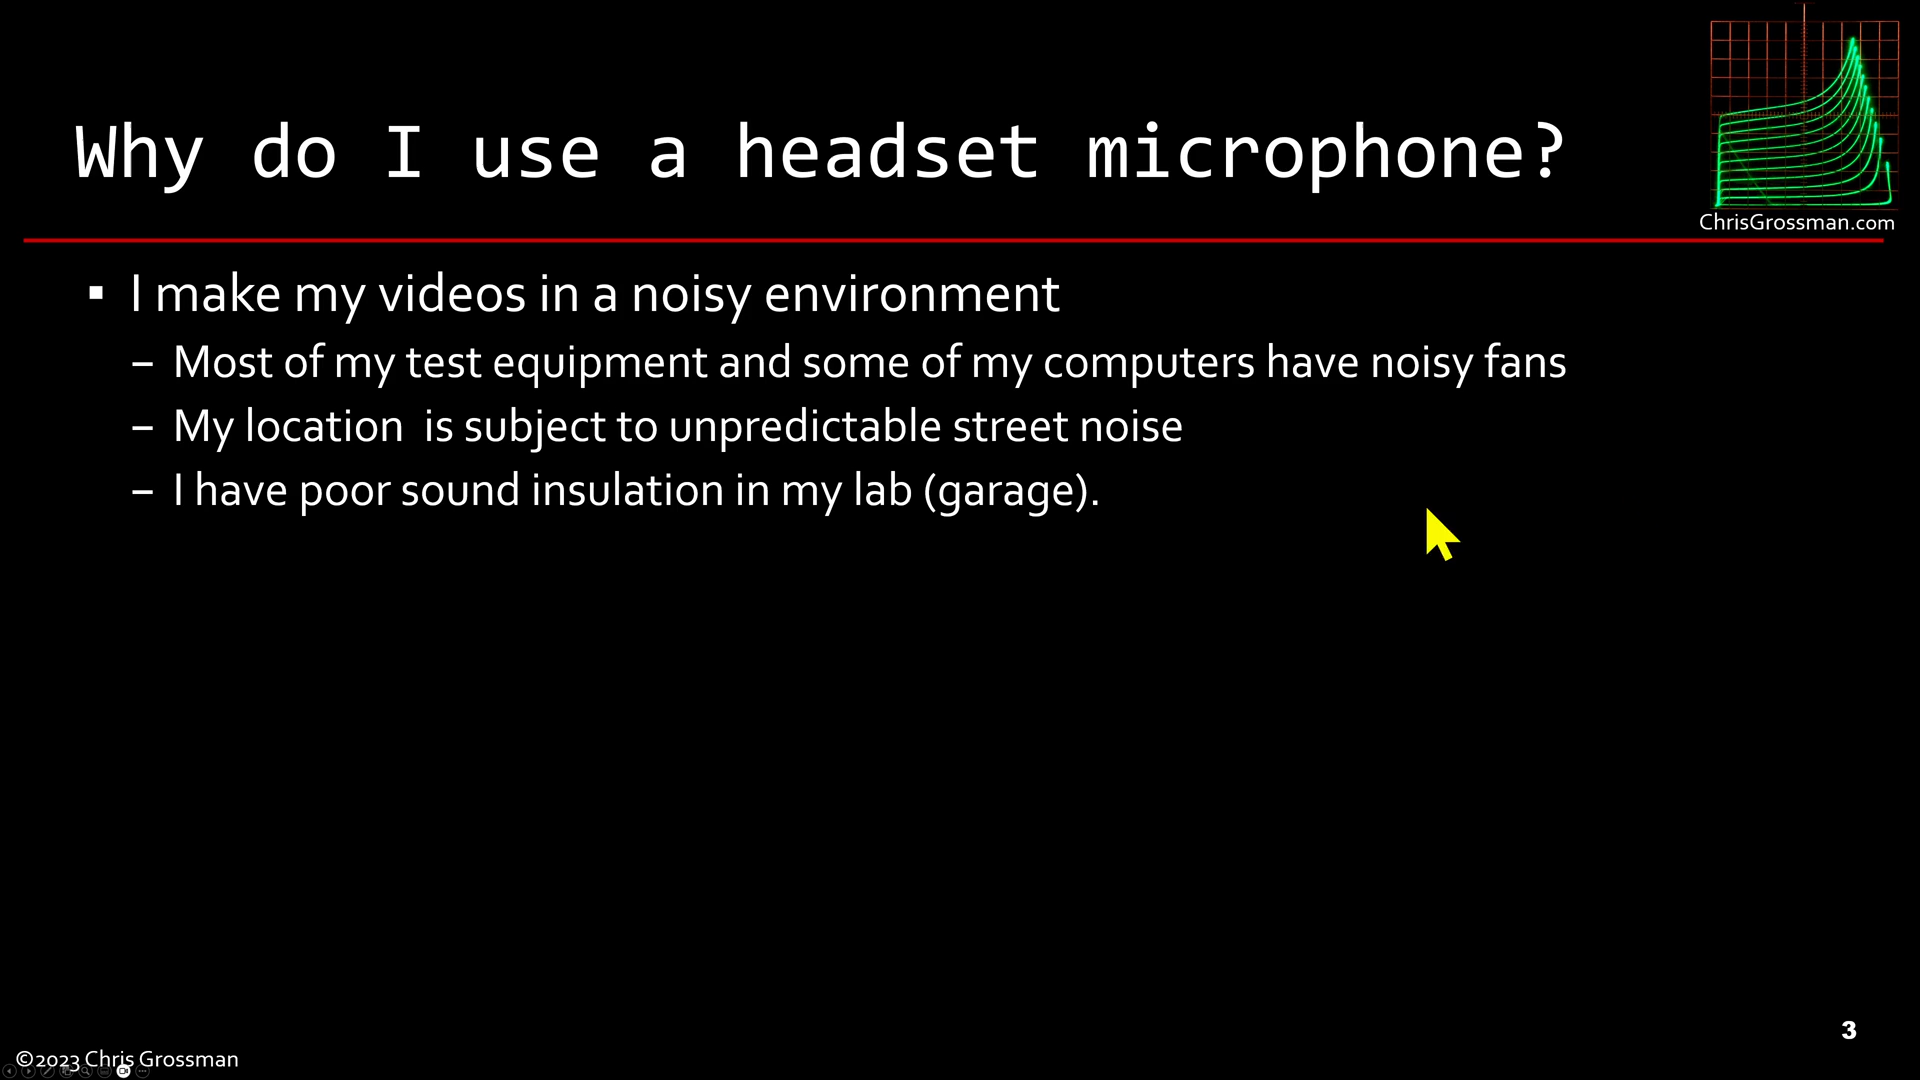 Why do I use a headset microphone?
ChrisGrossman.com
▪ I make my videos in a noisy environment
– Most of my test equipment and some of my computers have noisy fans
– My location  is subject to unpredictable street noise
– I have poor sound insulation in my lab (garage).
3
©2023 Chris Grossman